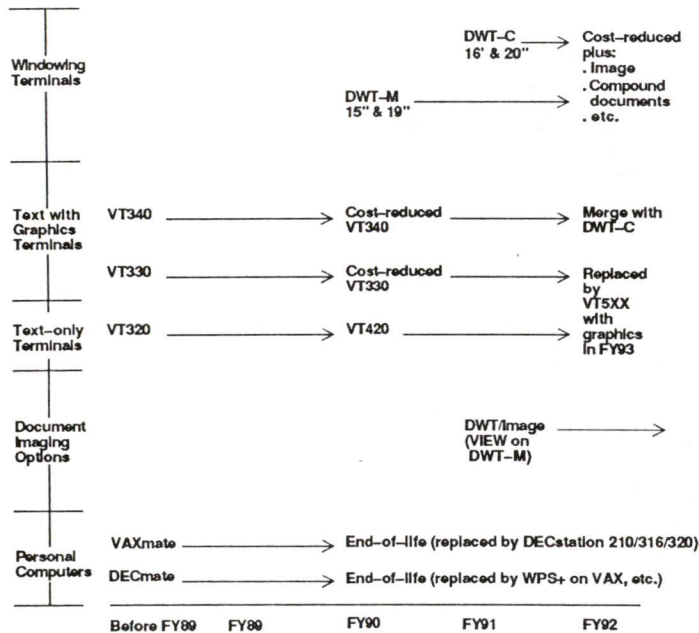 DWT–C
16' & 20"
Cost–reduced
plus:
. Image
. Compound
documents
. etc.
Windowing
Terminals
DWT–M
15" & 19"
Text with
Graphics
Terminals
VT340
Cost–reduced
VT340
Merge with
DWT–C
VT330
Cost–reduced
VT330
Replaced
by
VT5XX
with
graphics
in FY93
Text–only
Terminals
VT320
VT420
Document
Imaging
Options
DWT/Image
(VIEW on
DWT–M)
Personal
Computers
VAXmate
End–of–life (replaced by DECstation 210/316/320)
DECmate
End–of–life (replaced by WPS+ on VAX, etc.)
Before FY89
FY89
FY90
FY91
FY92